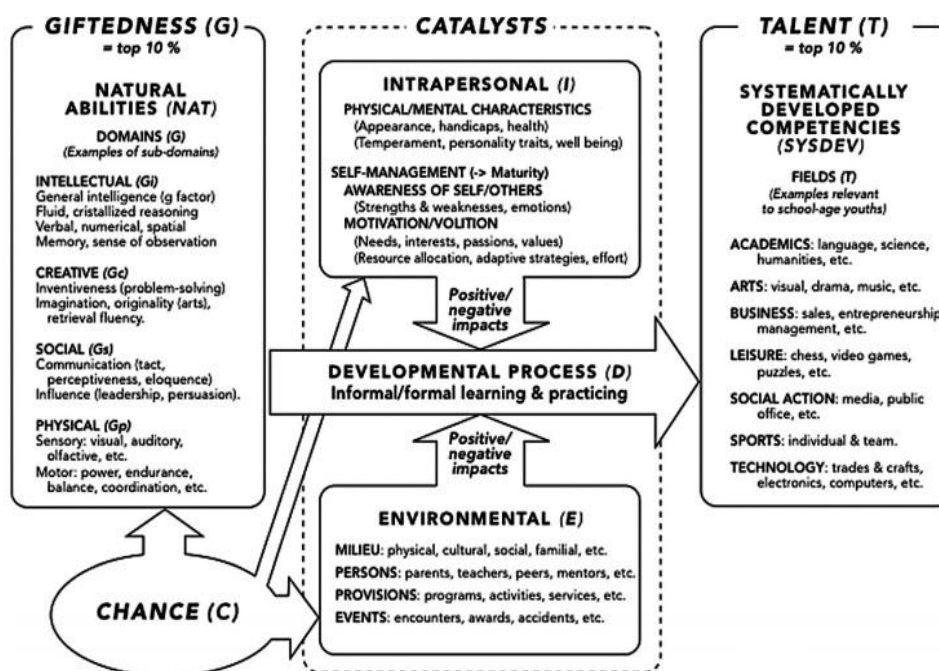 GIFTEDNESS (G)
= top 10 %
NATURAL
ABILITIES (NAT)
DOMAINS (G)
(Examples of sub-domains)
INTELLECTUAL (Gi)
General intelligence (g factor)
Fluid, cristallized reasoning
Verbal, numerical, spatial
Memory, sense of observation
CREATIVE (Gc)
Inventiveness (problem-solving)
Imagination, originality (arts),
retrieval fluency.
SOCIAL (Gs)
Communication (tact,
perceptiveness, eloquence)
Influence (leadership, persuasion).
PHYSICAL (Gp)
Sensory: visual, auditory,
olfactive, etc.
Motor: power, endurance,
balance, coordination, etc.
CHANCE (C)
CATALYSTS
INTRAPERSONAL (I)
PHYSICAL/MENTAL CHARACTERISTICS
(Appearance, handicaps, health)
(Temperament, personality traits, well being)
SELF-MANAGEMENT (-> Maturity)
AWARENESS OF SELF/OTHERS
(Strengths & weaknesses, emotions)
MOTIVATION/VOLITION
(Needs, interests, passions, values)
(Resource allocation, adaptive strategies, effort)
Positive/
negative
impacts
DEVELOPMENTAL PROCESS (D)
Informal/formal learning & practicing
Positive/
negative
impacts
ENVIRONMENTAL (E)
MILIEU: physical, cultural, social, familial, etc.
PERSONS: parents, teachers, peers, mentors, etc.
PROVISIONS: programs, activities, services, etc.
EVENTS: encounters, awards, accidents, etc.
TALENT (T)
= top 10 %
SYSTEMATICALLY
DEVELOPED
COMPETENCIES
(SYSDEV)
FIELDS (T)
(Examples relevant
to school-age youths)
ACADEMICS: language, science,
humanities, etc.
ARTS: visual, drama, music, etc.
BUSINESS: sales, entrepreneurship
management, etc.
LEISURE: chess, video games,
puzzles, etc.
SOCIAL ACTION: media, public
office, etc.
SPORTS: individual & team.
TECHNOLOGY: trades & crafts,
electronics, computers, etc.